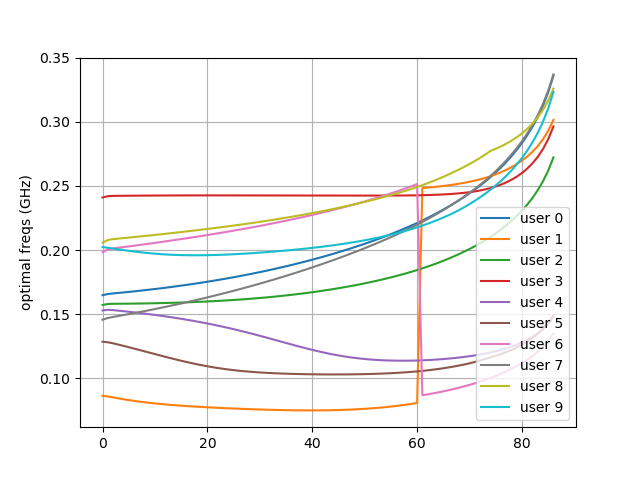 0.35
0.30
0.25
0.20
0.15
0.10
optimal freqs (GHz)
0
20
40
60
80
user 0
user 1
user 2
user 3
user 4
user 5
user 6
user 7
user 8
user 9